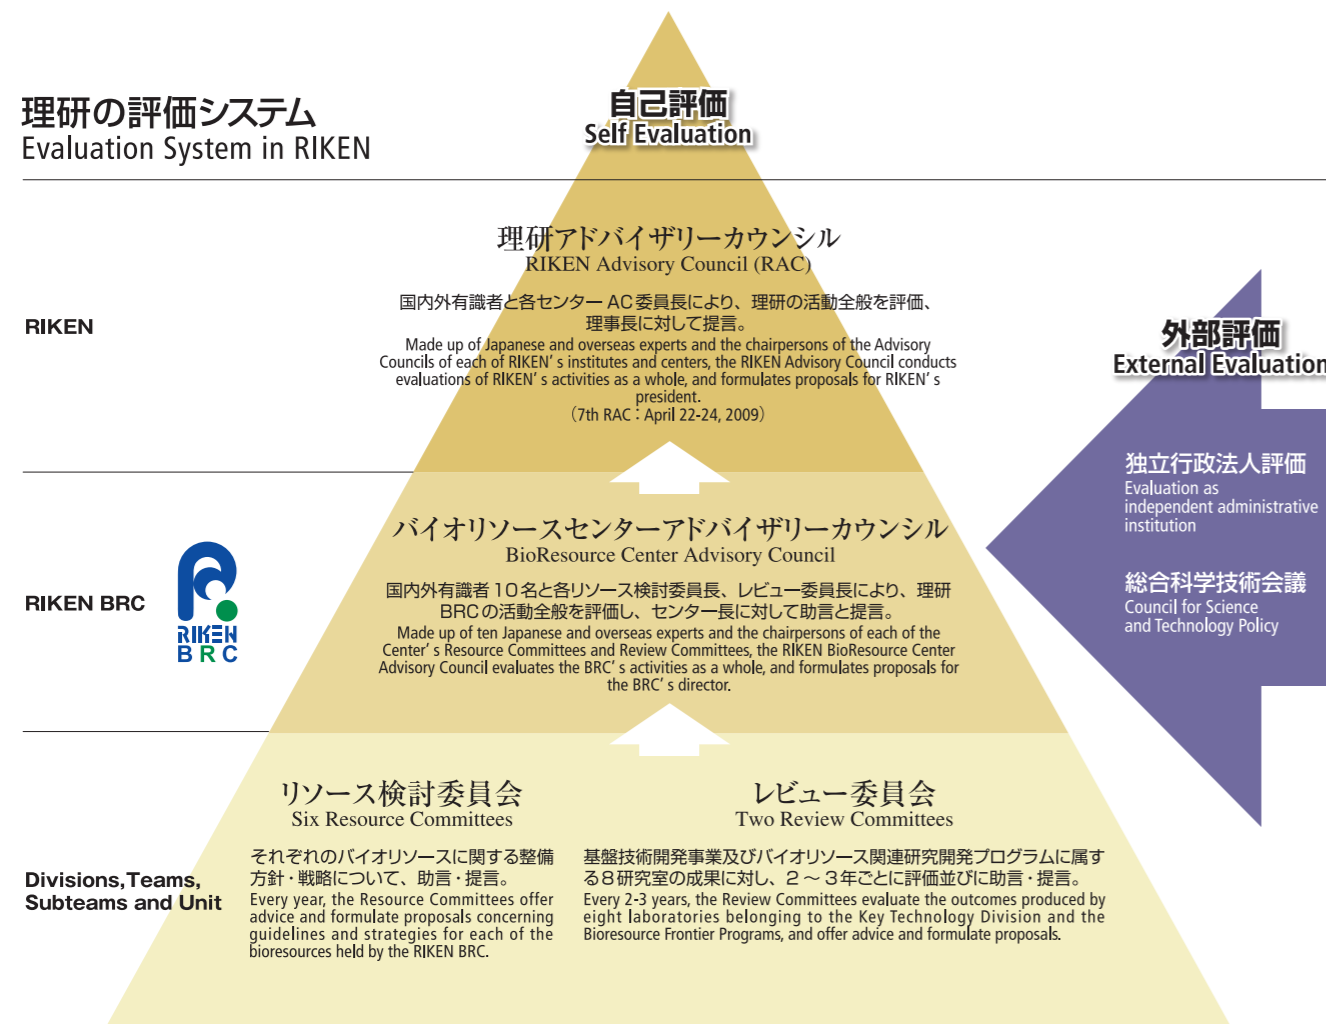 理研の評価システム
Evaluation System in RIKEN
自己評価
Self Evaluation
RIKEN
理研アドバイザリーカウンシル
RIKEN Advisory Council (RAC)
国内外有識者と各センター AC委員長により、理研の活動全般を評価、
理事長に対して提言。
Made up of Japanese and overseas experts and the chairpersons of the Advisory
Councils of each of RIKEN's institutes and centers, the RIKEN Advisory Council conducts
evaluations of RIKEN's activities as a whole, and formulates proposals for RIKEN's
president.
（7th RAC：April 22-24, 2009）
外部評価
External Evaluation
独立行政法人評価
Evaluation as
independent administrative
institution
総合科学技術会議
Council for Science
and Technology Policy
RIKEN BRC
RIKEN
BRC
バイオリソースセンターアドバイザリーカウンシル
BioResource Center Advisory Council
国内外有識者10名と各リソース検討委員長、レビュー委員長により、理研
BRCの活動全般を評価し、センター長に対して助言と提言。
Made up of ten Japanese and overseas experts and the chairpersons of each of the
Center's Resource Committees and Review Committees, the RIKEN BioResource Center
Advisory Council evaluates the BRC's activities as a whole, and formulates proposals for
the BRC's director.
Divisions,Teams,
Subteams and Unit
リソース検討委員会
Six Resource Committees
それぞれのバイオリソースに関する整備
方針・戦略について、助言・提言。
Every year, the Resource Committees offer
advice and formulate proposals concerning
guidelines and strategies for each of the
bioresources held by the RIKEN BRC.
レビュー委員会
Two Review Committees
基盤技術開発事業及びバイオリソース関連研究開発プログラムに属す
る8研究室の成果に対し、2～3年ごとに評価並びに助言・提言。
Every 2-3 years, the Review Committees evaluate the outcomes produced by
eight laboratories belonging to the Key Technology Division and the
Bioresource Frontier Programs, and offer advice and formulate proposals.